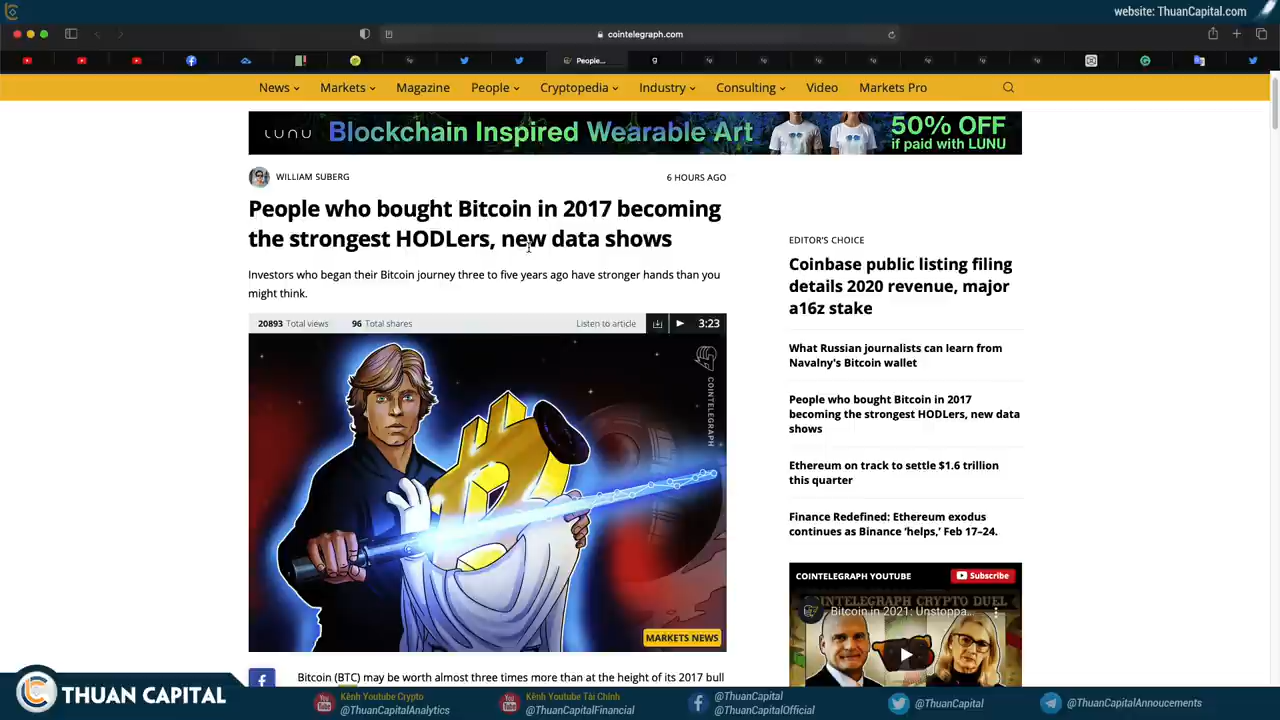 website: ThuanCapital.com
cointelegraph.com
People...
News
Markets
Magazine
People
Cryptopedia
Industry
Consulting
Video
Markets Pro
LUNU
Blockchain Inspired Wearable Art
50% OFF
if paid with LUNU
WILLIAM SUBERG
6 HOURS AGO
People who bought Bitcoin in 2017 becoming
the strongest HODLers, new data shows
Investors who began their Bitcoin journey three to five years ago have stronger hands than you
might think.
20893 Total views
96 Total shares
Listen to article
3:23
COINTELEGRAPH
MARKETS NEWS
Bitcoin (BTC) may be worth almost three times more than at the height of its 2017 bull
EDITOR'S CHOICE
Coinbase public listing filing
details 2020 revenue, major
a16z stake
What Russian journalists can learn from
Navalny's Bitcoin wallet
People who bought Bitcoin in 2017
becoming the strongest HODLers, new data
shows
Ethereum on track to settle $1.6 trillion
this quarter
Finance Redefined: Ethereum exodus
continues as Binance ‘helps,’ Feb 17–24.
COINTELEGRAPH YOUTUBE
Subscribe
COINTELEGRAPH CRYPTO DUEL
Bitcoin in 2021: Unstoppa...
THUAN CAPITAL
Kênh Youtube Crypto
@ThuanCapitalAnalytics
Kênh Youtube Tài Chính
@ThuanCapitalFinancial
@ThuanCapital
@ThuanCapitalOfficial
@ThuanCapital
@ThuanCapitalAnnoucements